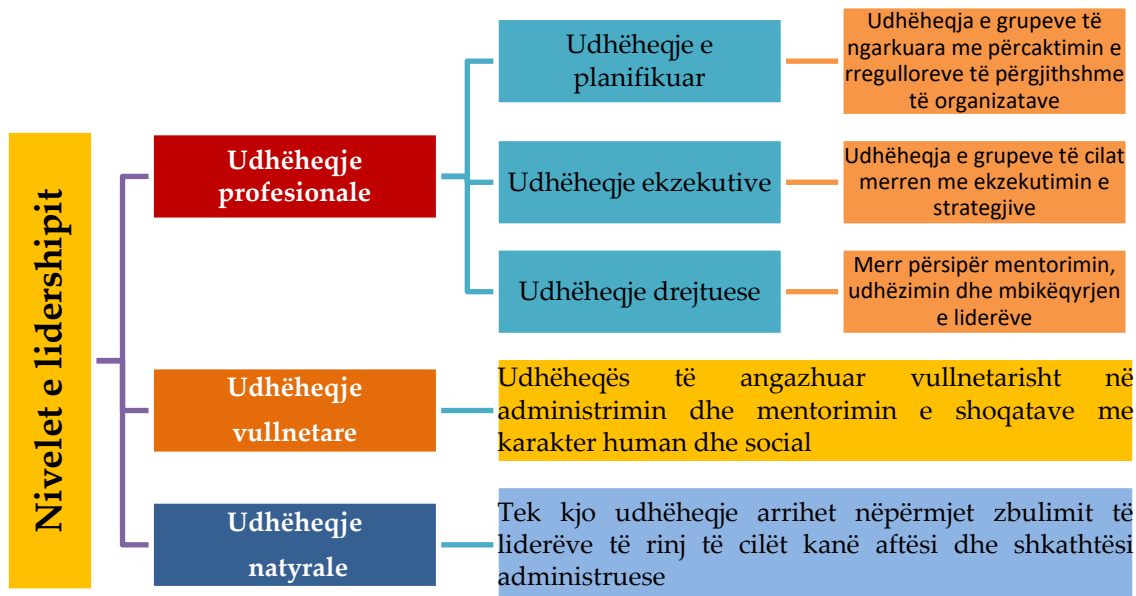 Nivelet e lidershipit
Udhëheqje
profesionale
Udhëheqje e
planifikuar
Udhëheqja e grupeve të
ngarkuara me përcaktimin e
rregulloreve të përgjithshme
të organizatave
Udhëheqje ekzekutive
Udhëheqja e grupeve të cilat
merren me ekzekutimin e
strategjive
Udhëheqje drejtuese
Merr përsipër mentorimin,
udhëzimin dhe mbikëqyrjen
e liderëve
Udhëheqje
vullnetare
Udhëheqës të angazhuar vullnetarisht në
administrimin dhe mentorimin e shoqatave me
karakter human dhe social
Udhëheqje
natyrale
Tek kjo udhëheqje arrihet nëpërmjet zbulimit të
liderëve të rinj të cilët kanë aftësi dhe shkathtësi
administruese